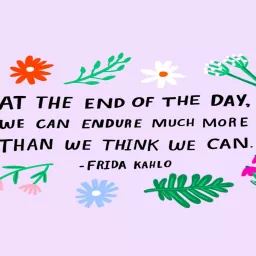 AT THE END OF THE DAY,
WE CAN ENDURE MUCH MORE
THAN WE THINK WE CAN.
-FRIDA KAHLO